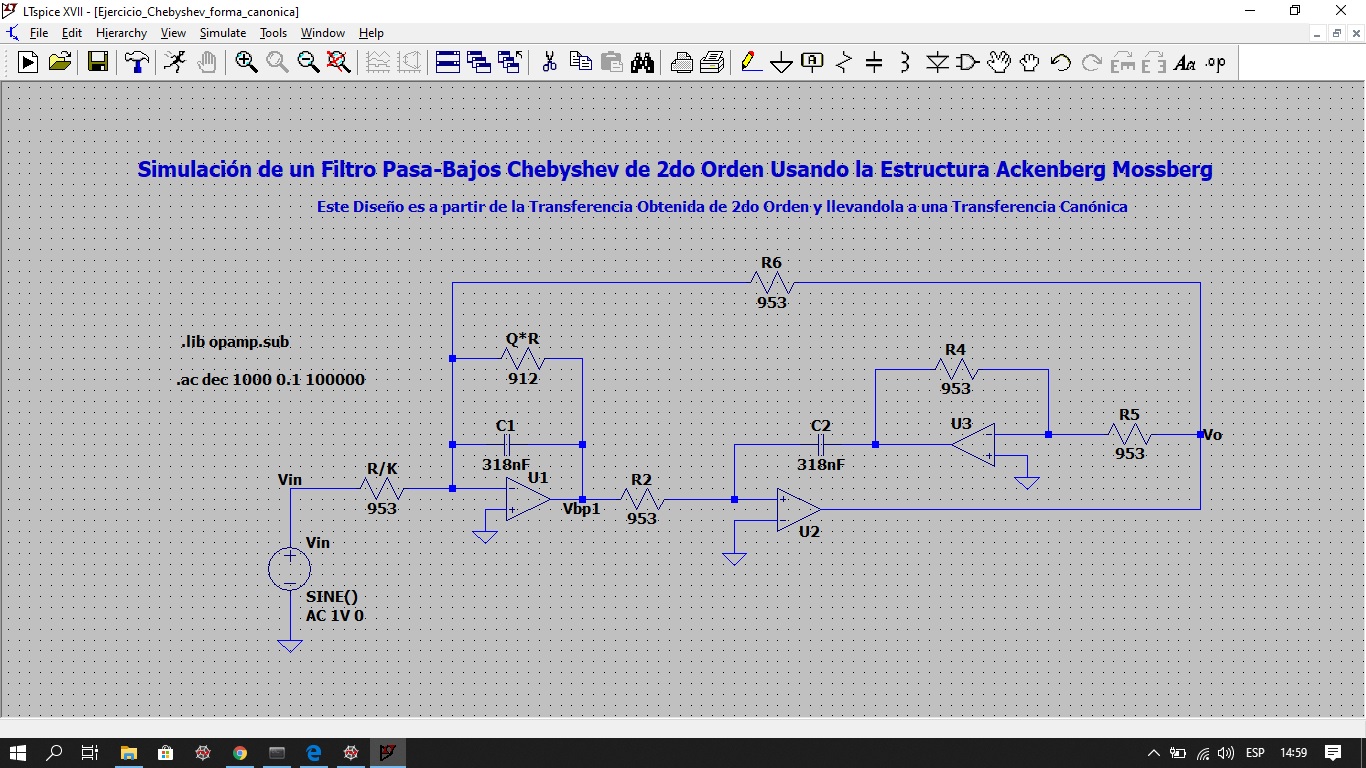 LTspice XVII - [Ejercicio_Chebyshev_forma_canonica]
File Edit Hierarchy View Simulate Tools Window Help
Simulación de un Filtro Pasa-Bajos Chebyshev de 2do Orden Usando la Estructura Ackenberg Mossberg
Este Diseño es a partir de la Transferencia Obtenida de 2do Orden y llevandola a una Transferencia Canónica
R6
953
.lib opamp.sub
.ac dec 1000 0.1 100000
Q*R
912
R4
953
C1
318nF
C2
318nF
U3
R5
953
Vo
Vin
R/K
953
U1
Vbp1
R2
953
U2
Vin
SINE()
AC 1V 0
ESP 14:59